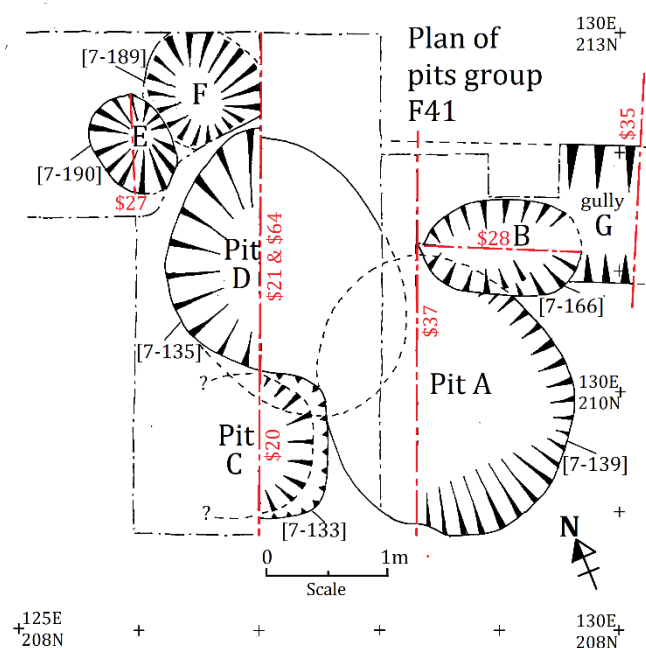 Plan of
pits group
F41
130E
213N
[7-189]
F
E
[7-190]
$27
$35
gully
G
$28
B
[7-166]
Pit
D
$21 & $64
$37
[7-135]
?
Pit A
130E
210N
Pit
C
$20
?
[7-133]
[7-139]
N
0
1m
Scale
125E
208N
130E
208N